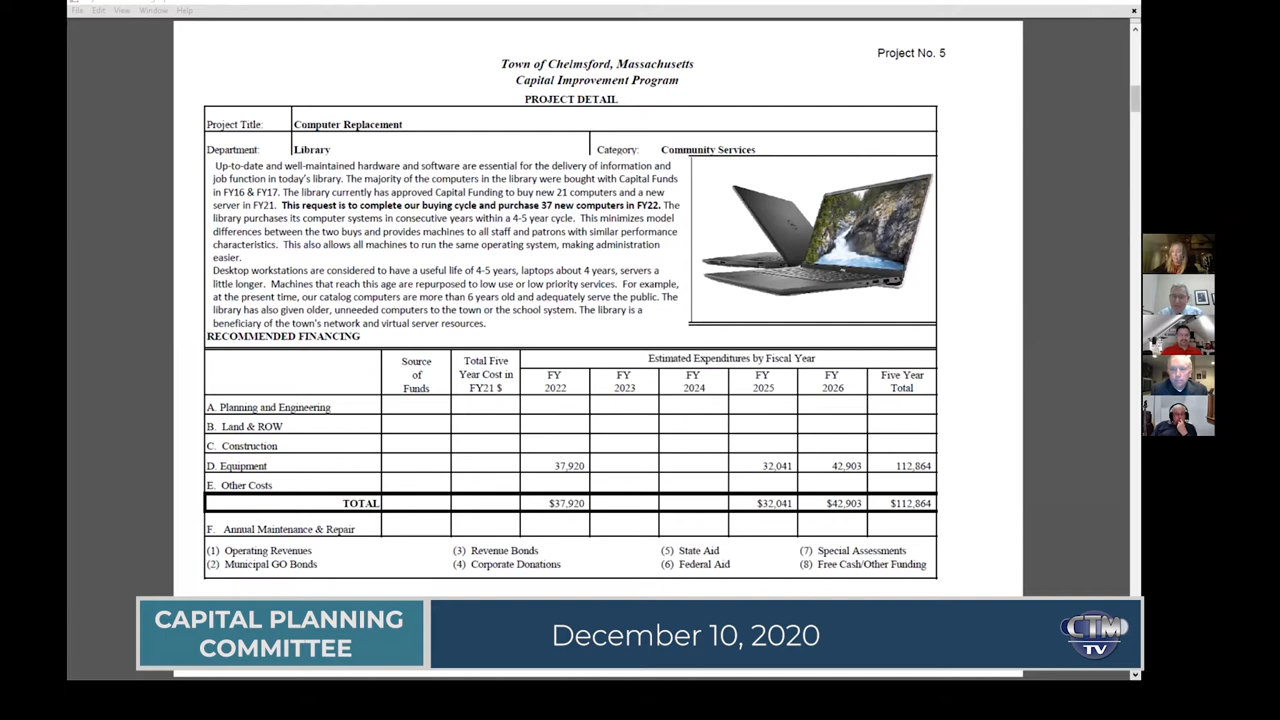 File Edit View Window Help
Project No. 5
Town of Chelmsford, Massachusetts
Capital Improvement Program
PROJECT DETAIL
Project Title: Computer Replacement
Department: Library Category: Community Services
Up-to-date and well-maintained hardware and software are essential for the delivery of information and
job function in today's library. The majority of the computers in the library were bought with Capital Funds
in FY16 & FY17. The library currently has approved Capital Funding to buy new 21 computers and a new
server in FY21. This request is to complete our buying cycle and purchase 37 new computers in FY22. The
library purchases its computer systems in consecutive years within a 4-5 year cycle. This minimizes model
differences between the two buys and provides machines to all staff and patrons with similar performance
characteristics. This also allows all machines to run the same operating system, making administration
easier.
Desktop workstations are considered to have a useful life of 4-5 years, laptops about 4 years, servers a
little longer. Machines that reach this age are repurposed to low use or low priority services. For example,
at the present time, our catalog computers are more than 6 years old and adequately serve the public. The
library has also given older, unneeded computers to the town or the school system. The library is a
beneficiary of the town's network and virtual server resources.
RECOMMENDED FINANCING
Source Total Five Estimated Expenditures by Fiscal Year
of Year Cost in FY FY FY FY FY Five Year
Funds FY21 $ 2022 2023 2024 2025 2026 Total
A. Planning and Engineering
B. Land & ROW
C. Construction
D. Equipment 37,920 32,041 42,903 112,864
E. Other Costs
TOTAL $37,920 $32,041 $42,903 $112,864
F. Annual Maintenance & Repair
(1) Operating Revenues (3) Revenue Bonds (5) State Aid (7) Special Assessments
(2) Municipal GO Bonds (4) Corporate Donations (6) Federal Aid (8) Free Cash/Other Funding
CAPITAL PLANNING
COMMITTEE
December 10, 2020
CTM
TV